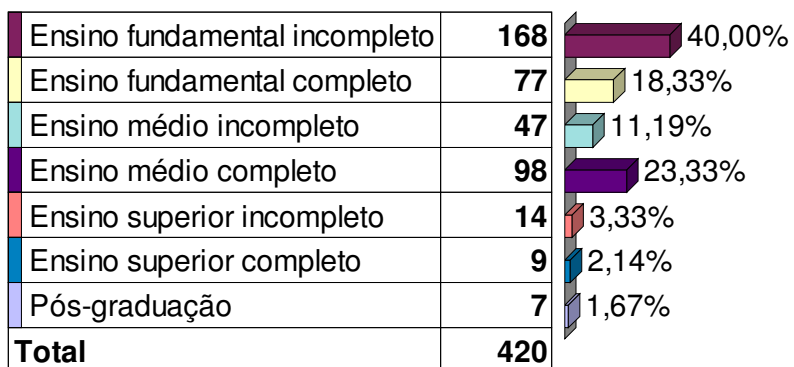 Ensino fundamental incompleto 168 40,00%
Ensino fundamental completo 77 18,33%
Ensino médio incompleto 47 11,19%
Ensino médio completo 98 23,33%
Ensino superior incompleto 14 3,33%
Ensino superior completo 9 2,14%
Pós-graduação 7 1,67%
Total 420